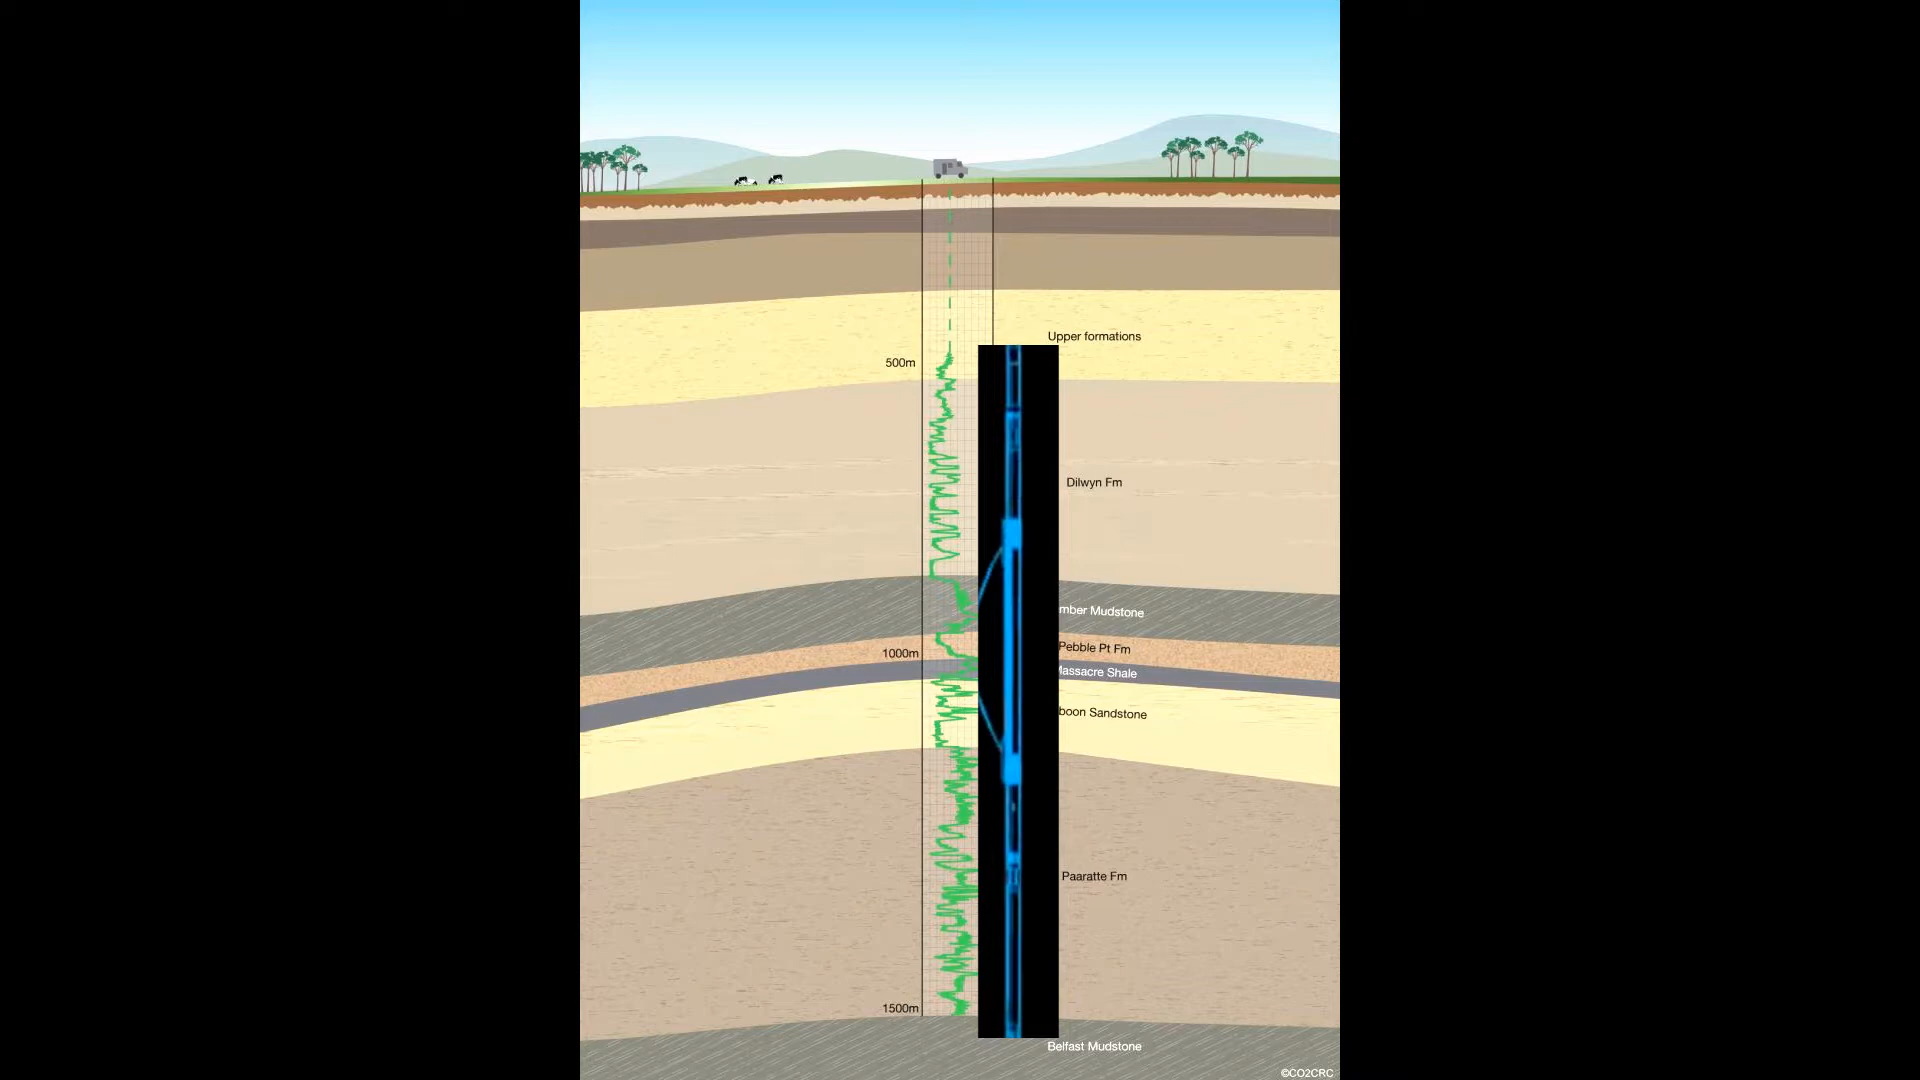 Upper formations
500m
Dilwyn Fm
mber Mudstone
Pebble Pt Fm
1000m
Massacre Shale
boon Sandstone
Paaratte Fm
1500m
Belfast Mudstone
©CO2CRC